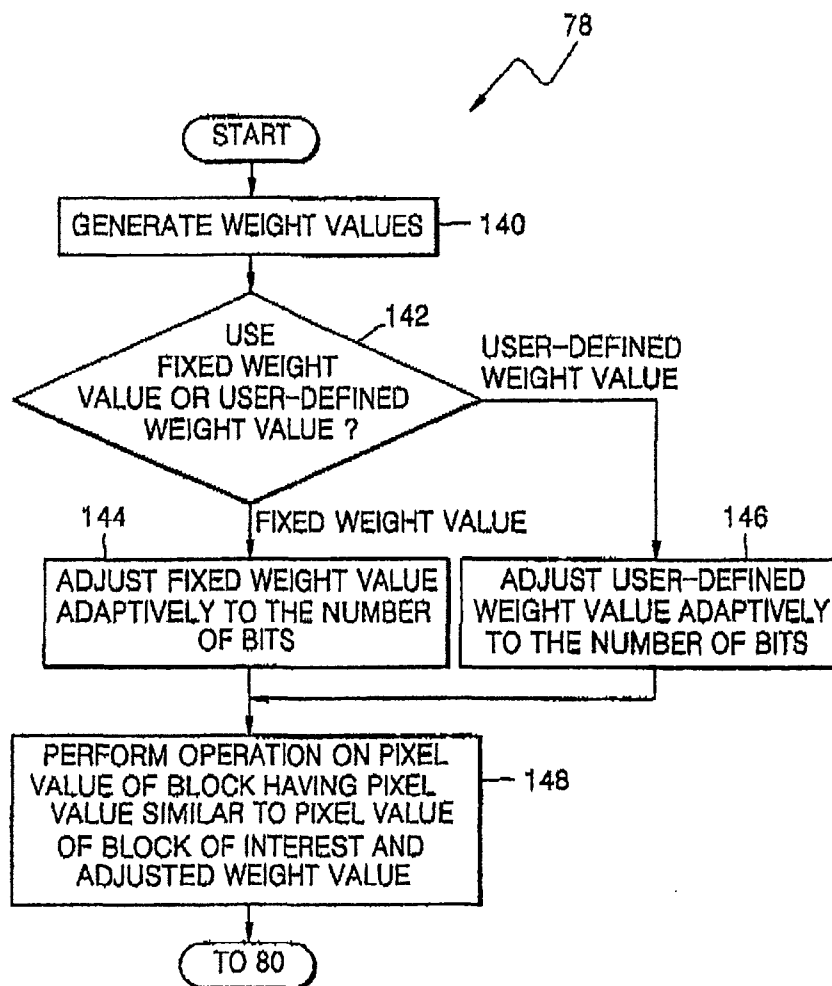 78
START
GENERATE WEIGHT VALUES
140
142
USE
FIXED WEIGHT
VALUE OR USER-DEFINED
WEIGHT VALUE ?
USER-DEFINED
WEIGHT VALUE
FIXED WEIGHT VALUE
144
ADJUST FIXED WEIGHT VALUE
ADAPTIVELY TO THE NUMBER
OF BITS
146
ADJUST USER-DEFINED
WEIGHT VALUE ADAPTIVELY
TO THE NUMBER OF BITS
PERFORM OPERATION ON PIXEL
VALUE OF BLOCK HAVING PIXEL
VALUE SIMILAR TO PIXEL VALUE
OF BLOCK OF INTEREST AND
ADJUSTED WEIGHT VALUE
148
TO 80